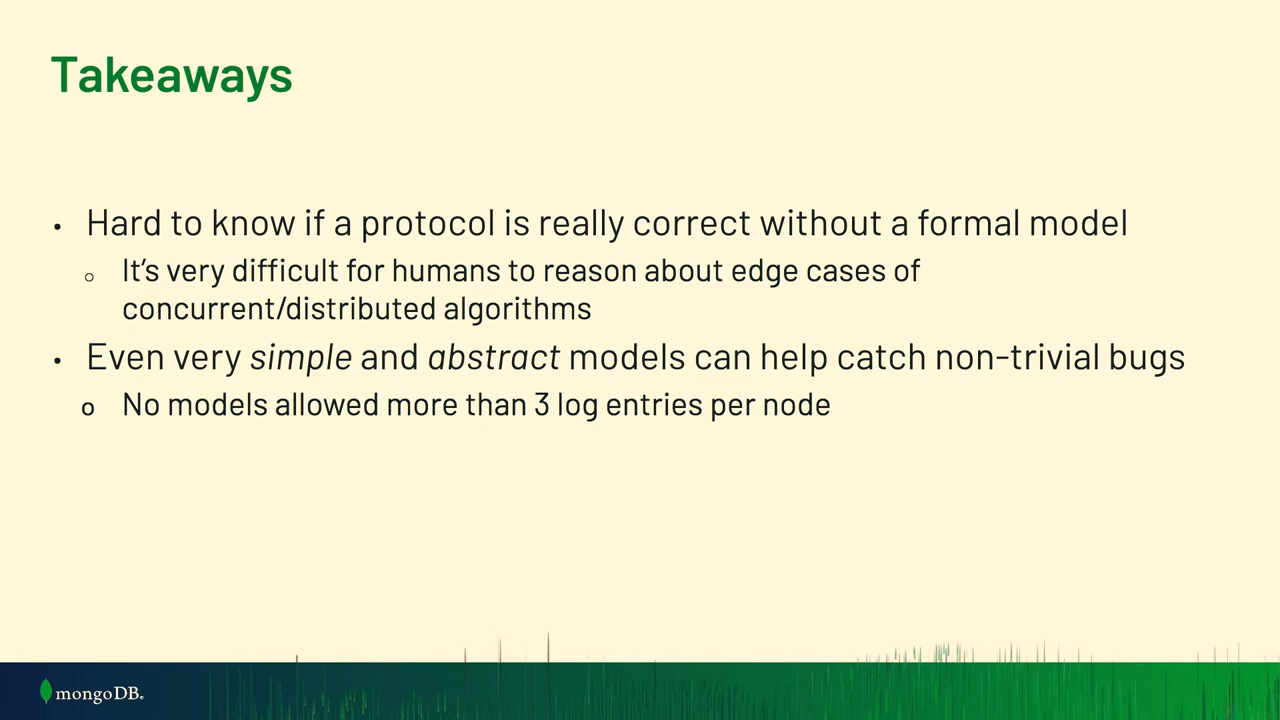 Takeaways
• Hard to know if a protocol is really correct without a formal model
○ It’s very difficult for humans to reason about edge cases of
concurrent/distributed algorithms
• Even very simple and abstract models can help catch non-trivial bugs
o No models allowed more than 3 log entries per node
mongoDB®